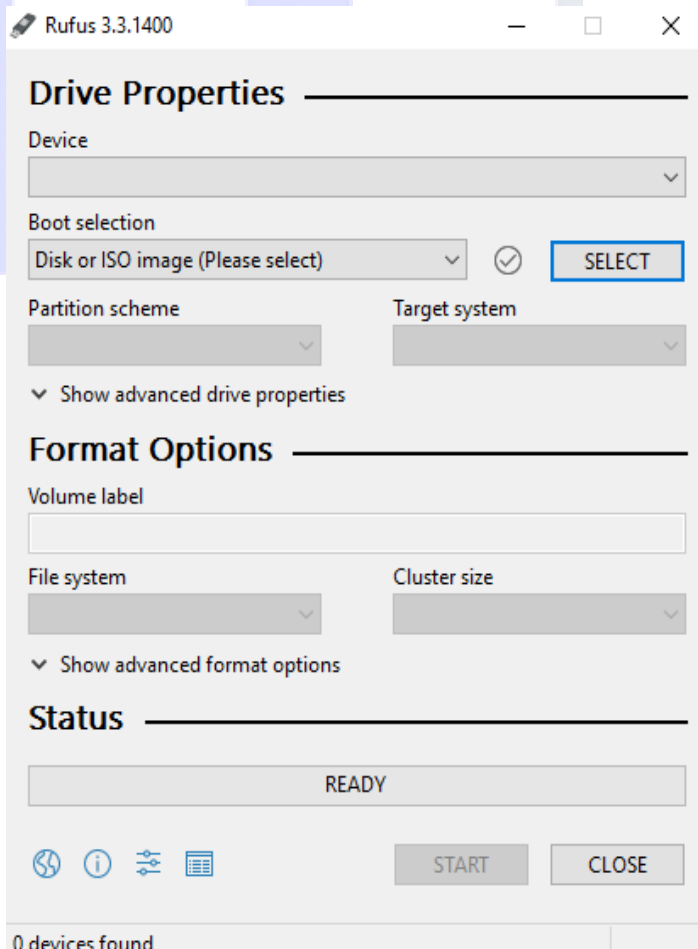 Rufus 3.3.1400
Drive Properties
Device
Boot selection
Disk or ISO image (Please select)
SELECT
Partition scheme
Target system
Show advanced drive properties
Format Options
Volume label
File system
Cluster size
Show advanced format options
Status
READY
START
CLOSE
0 devices found